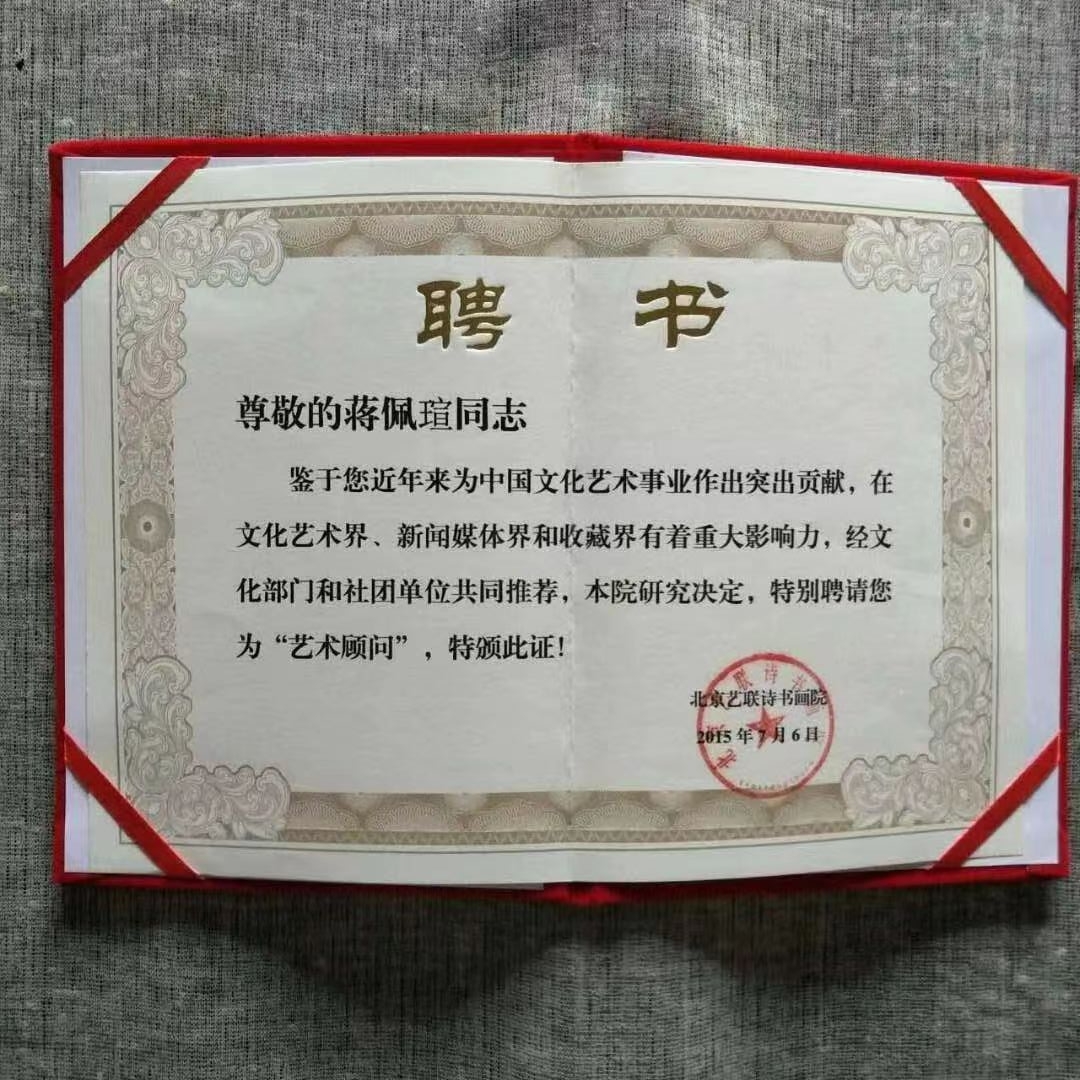 聘 书
尊敬的蒋佩瑄同志
鉴于您近年来为中国文化艺术事业作出突出贡献，在
文化艺术界、新闻媒体界和收藏界有着重大影响力，经文
化部门和社团单位共同推荐，本院研究决定，特别聘请您
为“艺术顾问”，特颁此证！
北京艺联诗书画院
2015年7月6日